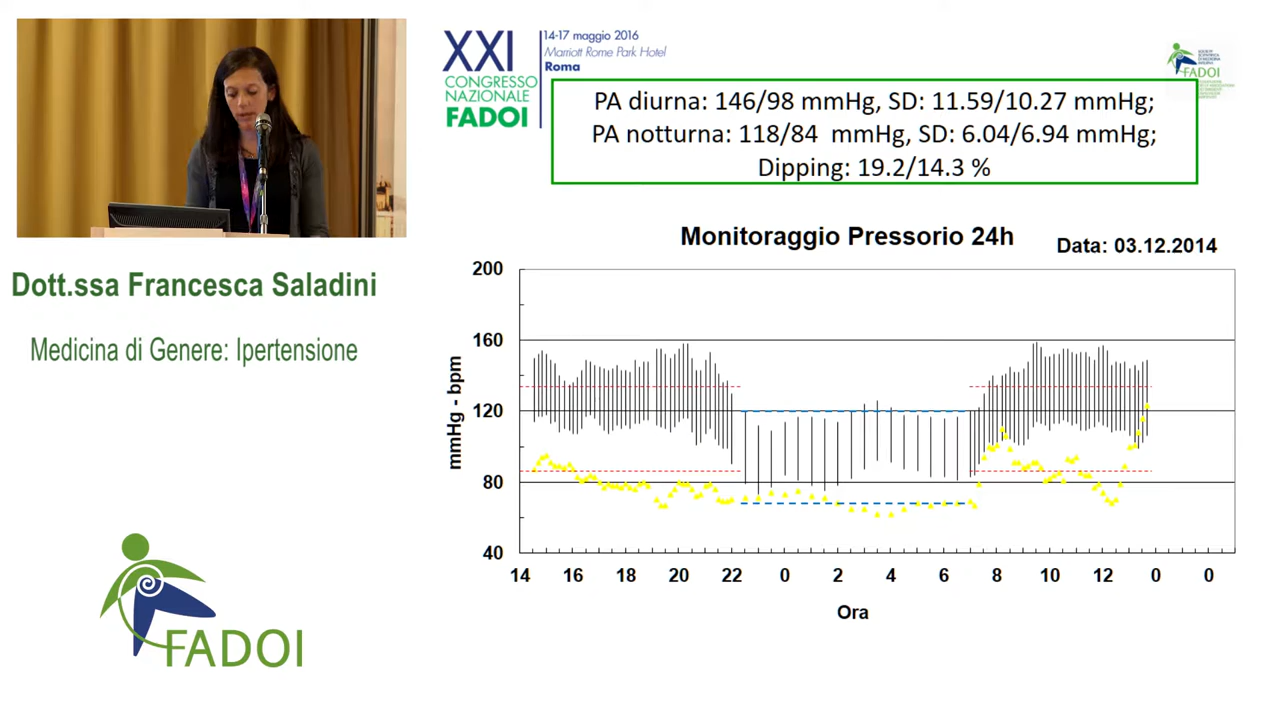 XXI
CONGRESSO
NAZIONALE
FADOI
14-17 maggio 2016
Marriott Rome Park Hotel
Roma
FADOI
PA diurna: 146/98 mmHg, SD: 11.59/10.27 mmHg;
PA notturna: 118/84 mmHg, SD: 6.04/6.94 mmHg;
Dipping: 19.2/14.3 %
Dott.ssa Francesca Saladini
Medicina di Genere: Ipertensione
FADOI
Monitoraggio Pressorio 24h
Data: 03.12.2014
mmHg - bpm
200
160
120
80
40
14 16 18 20 22 0 2 4 6 8 10 12 0 0
Ora